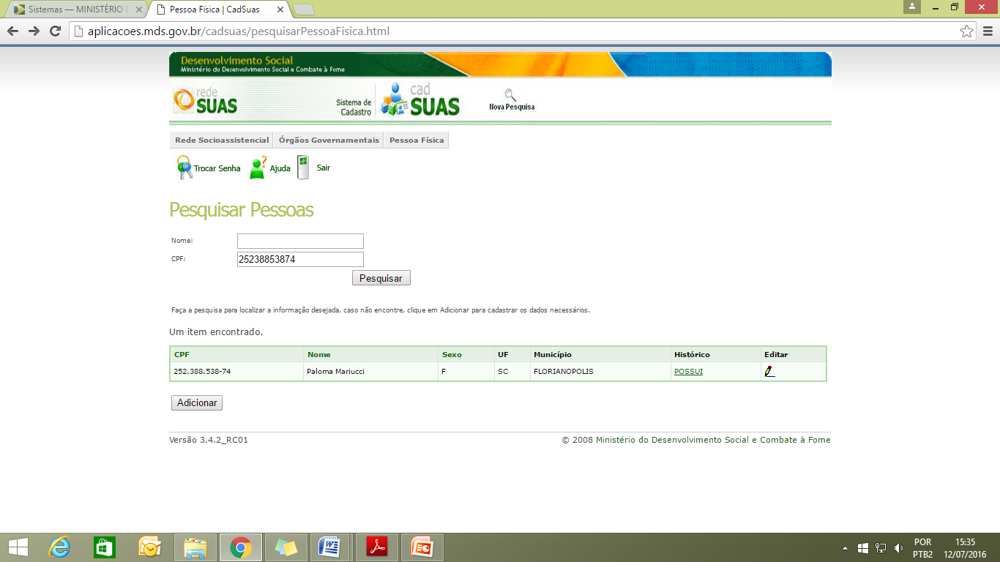 Sistemas — MINISTÉRIO D
Pessoa Física | CadSuas
aplicacoes.mds.gov.br/cadsuas/pesquisarPessoaFisica.html
Desenvolvimento Social
Ministério do Desenvolvimento Social e Combate à Fome
rede SUAS
Sistema de Cadastro
cad SUAS
Nova Pesquisa
Rede Socioassistencial Órgãos Governamentais Pessoa Física
Trocar Senha Ajuda Sair
Pesquisar Pessoas
Nome:
CPF: 25238853874
Pesquisar
Faça a pesquisa para localizar a informação desejada, caso não encontre, clique em Adicionar para cadastrar os dados necessários.
Um item encontrado.
CPF Nome Sexo UF Município Histórico Editar
252.388.538-74 Paloma Mariucci F SC FLORIANOPOLIS POSSUI
Adicionar
Versão 3.4.2_RC01 © 2008 Ministério do Desenvolvimento Social e Combate à Fome
POR 15:35
PTB2 12/07/2016